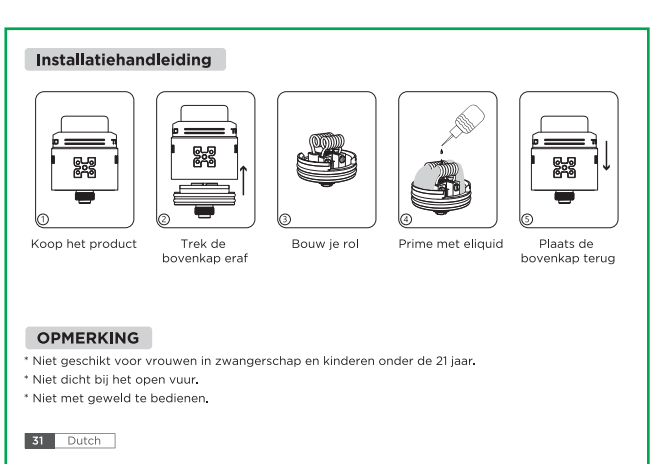 Installatiehandleiding
1
2
3
4
5
Koop het product
Trek de
bovenkap eraf
Bouw je rol
Prime met eliquid
Plaats de
bovenkap terug
OPMERKING
* Niet geschikt voor vrouwen in zwangerschap en kinderen onder de 21 jaar.
* Niet dicht bij het open vuur.
* Niet met geweld te bedienen.
31 Dutch